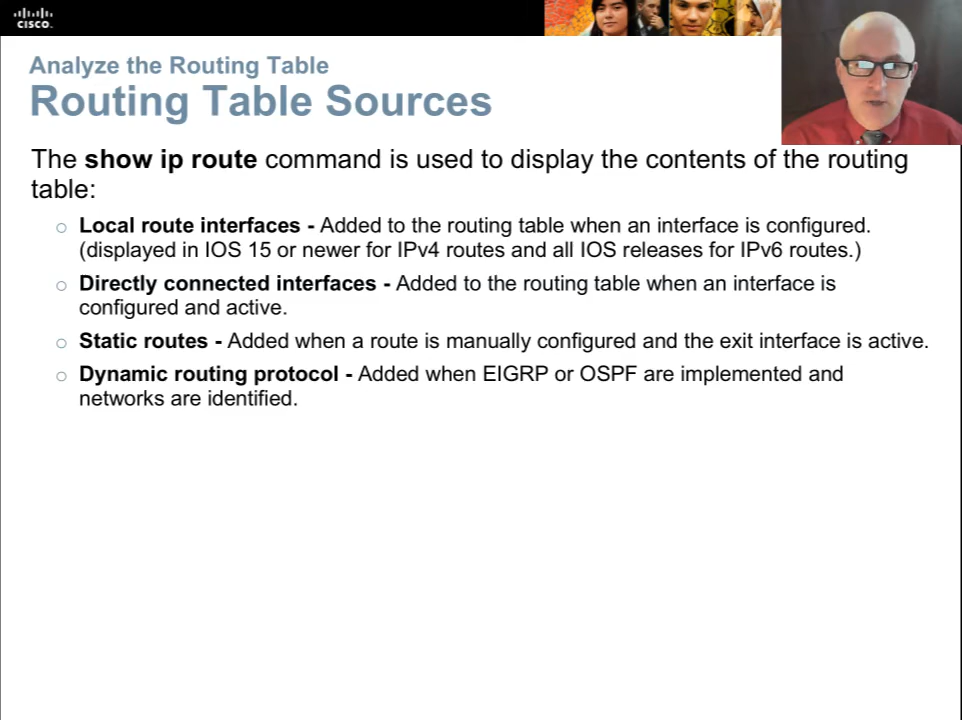 CISCO.
Analyze the Routing Table
Routing Table Sources
The show ip route command is used to display the contents of the routing
table:
Local route interfaces - Added to the routing table when an interface is configured.
(displayed in IOS 15 or newer for IPv4 routes and all IOS releases for IPv6 routes.)
Directly connected interfaces - Added to the routing table when an interface is
configured and active.
Static routes - Added when a route is manually configured and the exit interface is active.
Dynamic routing protocol - Added when EIGRP or OSPF are implemented and
networks are identified.